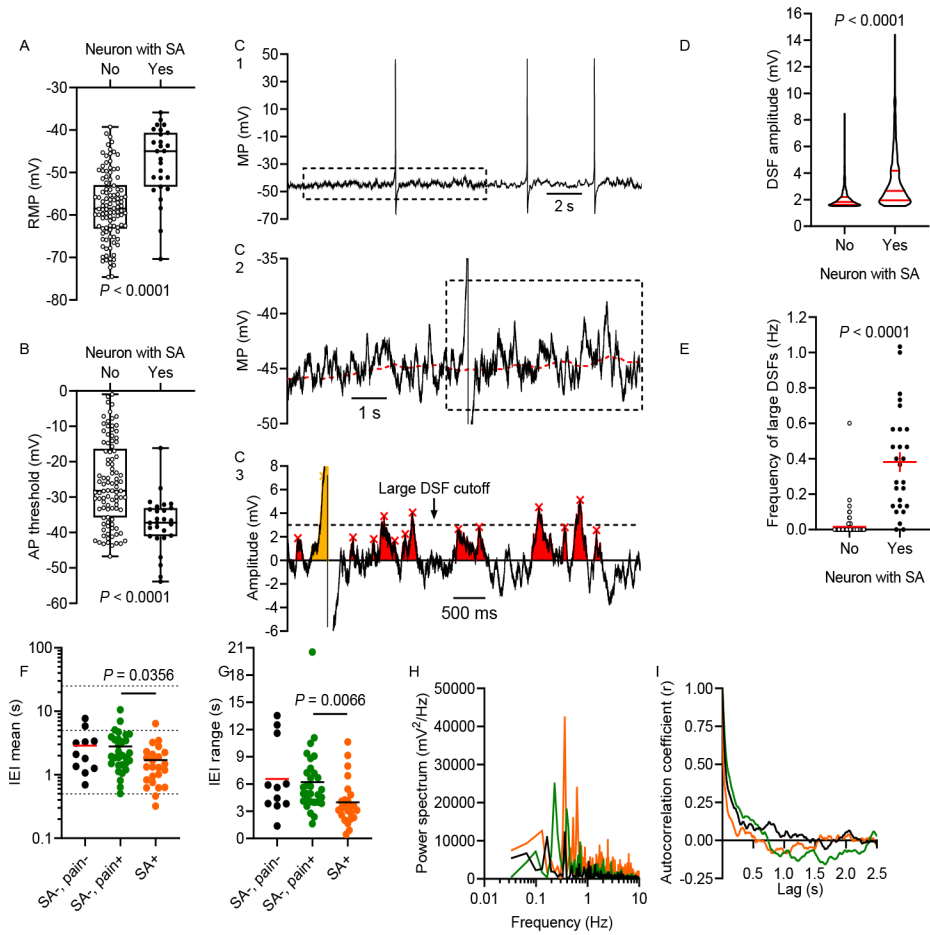 A
Neuron with SA
No Yes
-30
-40
-50
-60
-70
-80
RMP (mV)
P < 0.0001
B
Neuron with SA
No Yes
0
-10
-20
-30
-40
-50
-60
AP threshold (mV)
P < 0.0001
C
1
50
30
10
-10
-30
-50
-70
MP (mV)
2 s
C
2
-35
-40
-45
-50
MP (mV)
1 s
C
3
8
7
6
5
4
3
2
1
0
-2
-4
-6
Amplitude (mV)
Large DSF cutoff
500 ms
D
16
14
12
10
8
6
4
2
0
DSF amplitude (mV)
P < 0.0001
No Yes
Neuron with SA
E
1.2
1.0
0.8
0.6
0.4
0.2
0.0
Frequency of large DSFs (Hz)
P < 0.0001
No Yes
Neuron with SA
F
100
10
1
0.1
IEI mean (s)
P = 0.0356
SA-, pain-
SA-, pain+
SA+
G
21
18
15
12
9
6
3
0
IEI range (s)
P = 0.0066
SA-, pain-
SA-, pain+
SA+
H
50000
40000
30000
20000
10000
0
Power spectrum (mV²/Hz)
0.01 0.1 1 10
Frequency (Hz)
I
1.00
0.75
0.50
0.25
0.00
-0.25
Autocorrelation coefficient (r)
0.5 1.0 1.5 2.0 2.5
Lag (s)